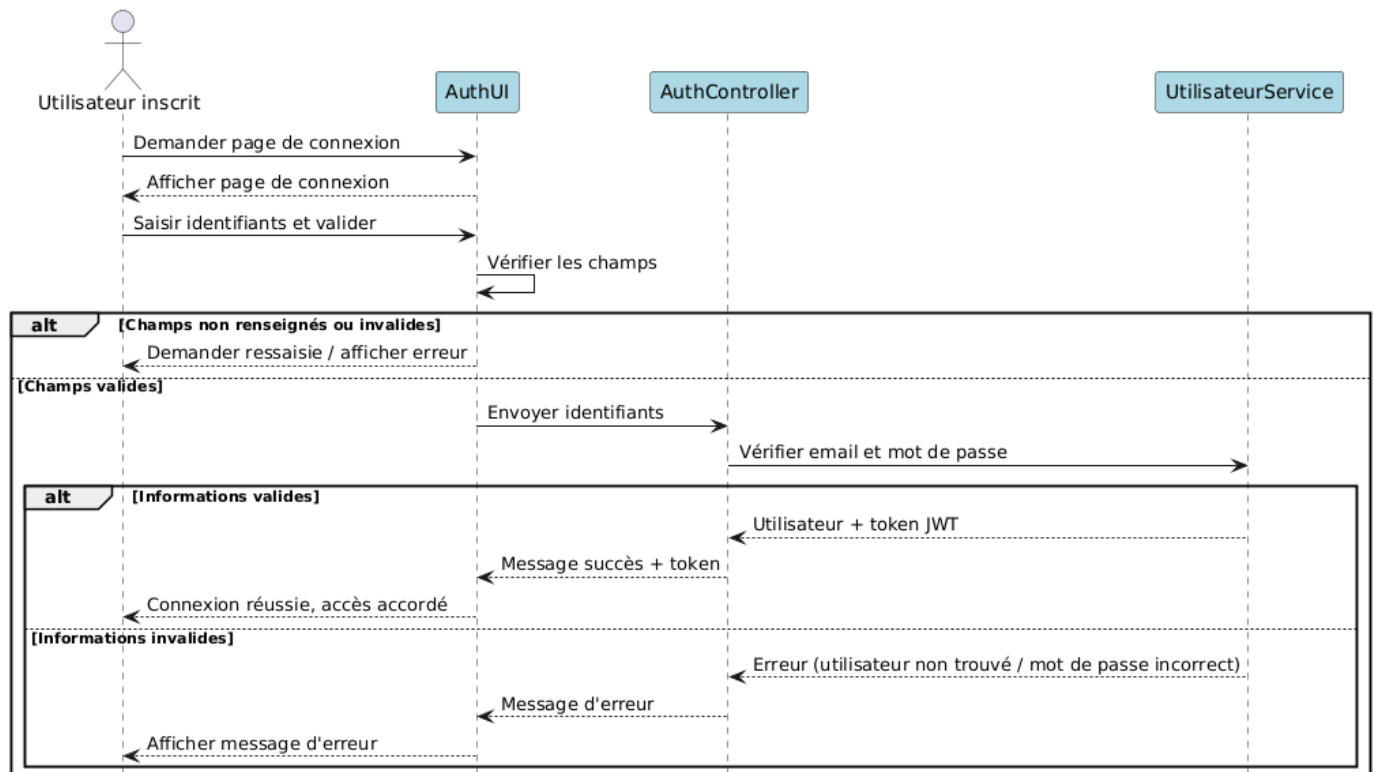 Utilisateur inscrit
AuthUI
AuthController
UtilisateurService
Demander page de connexion
Afficher page de connexion
Saisir identifiants et valider
Vérifier les champs
alt [Champs non renseignés ou invalides]
Demander ressaisie / afficher erreur
[Champs valides]
Envoyer identifiants
Vérifier email et mot de passe
alt [Informations valides]
Utilisateur + token JWT
Message succès + token
Connexion réussie, accès accordé
[Informations invalides]
Erreur (utilisateur non trouvé / mot de passe incorrect)
Message d'erreur
Afficher message d'erreur